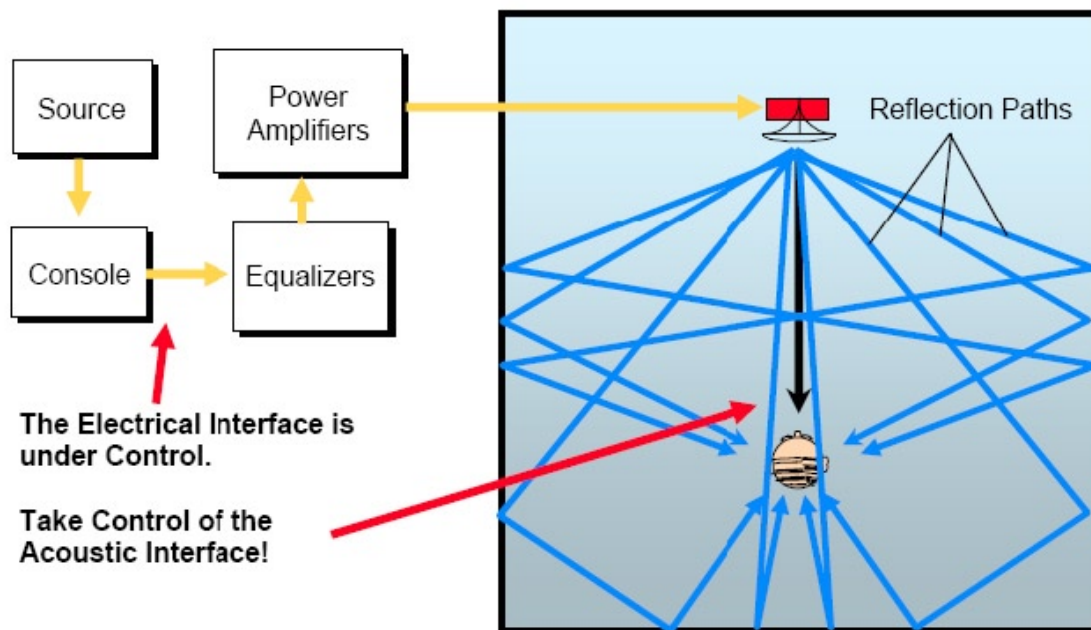 Source
Power
Amplifiers
Reflection Paths
Console
Equalizers
The Electrical Interface is
under Control.
Take Control of the
Acoustic Interface!